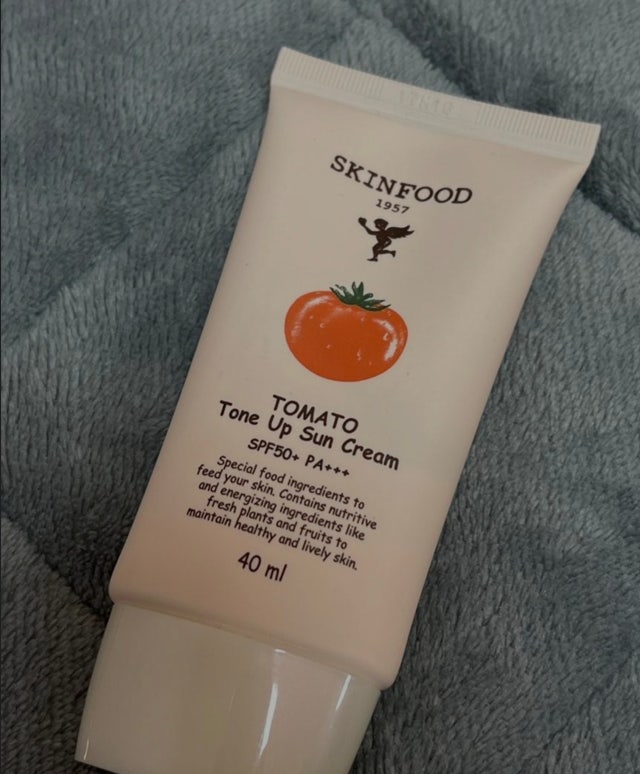 SKINFOOD
1957
TOMATO
Tone Up Sun Cream
SPF50+ PA+++
Special food ingredients to
feed your skin. Contains nutritive
and energizing ingredients like
fresh plants and fruits to
maintain healthy and lively skin.
40 ml